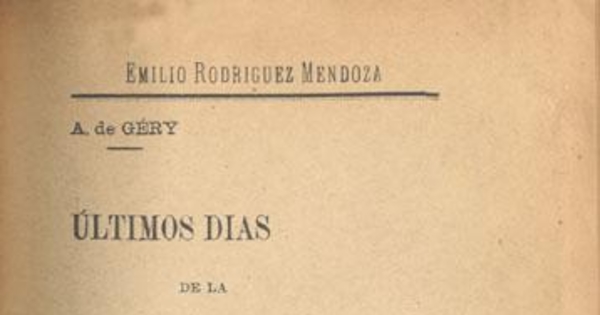 EMILIO RODRIGUEZ MENDOZA
A. de GÉRY
ÚLTIMOS DIAS
DE LA